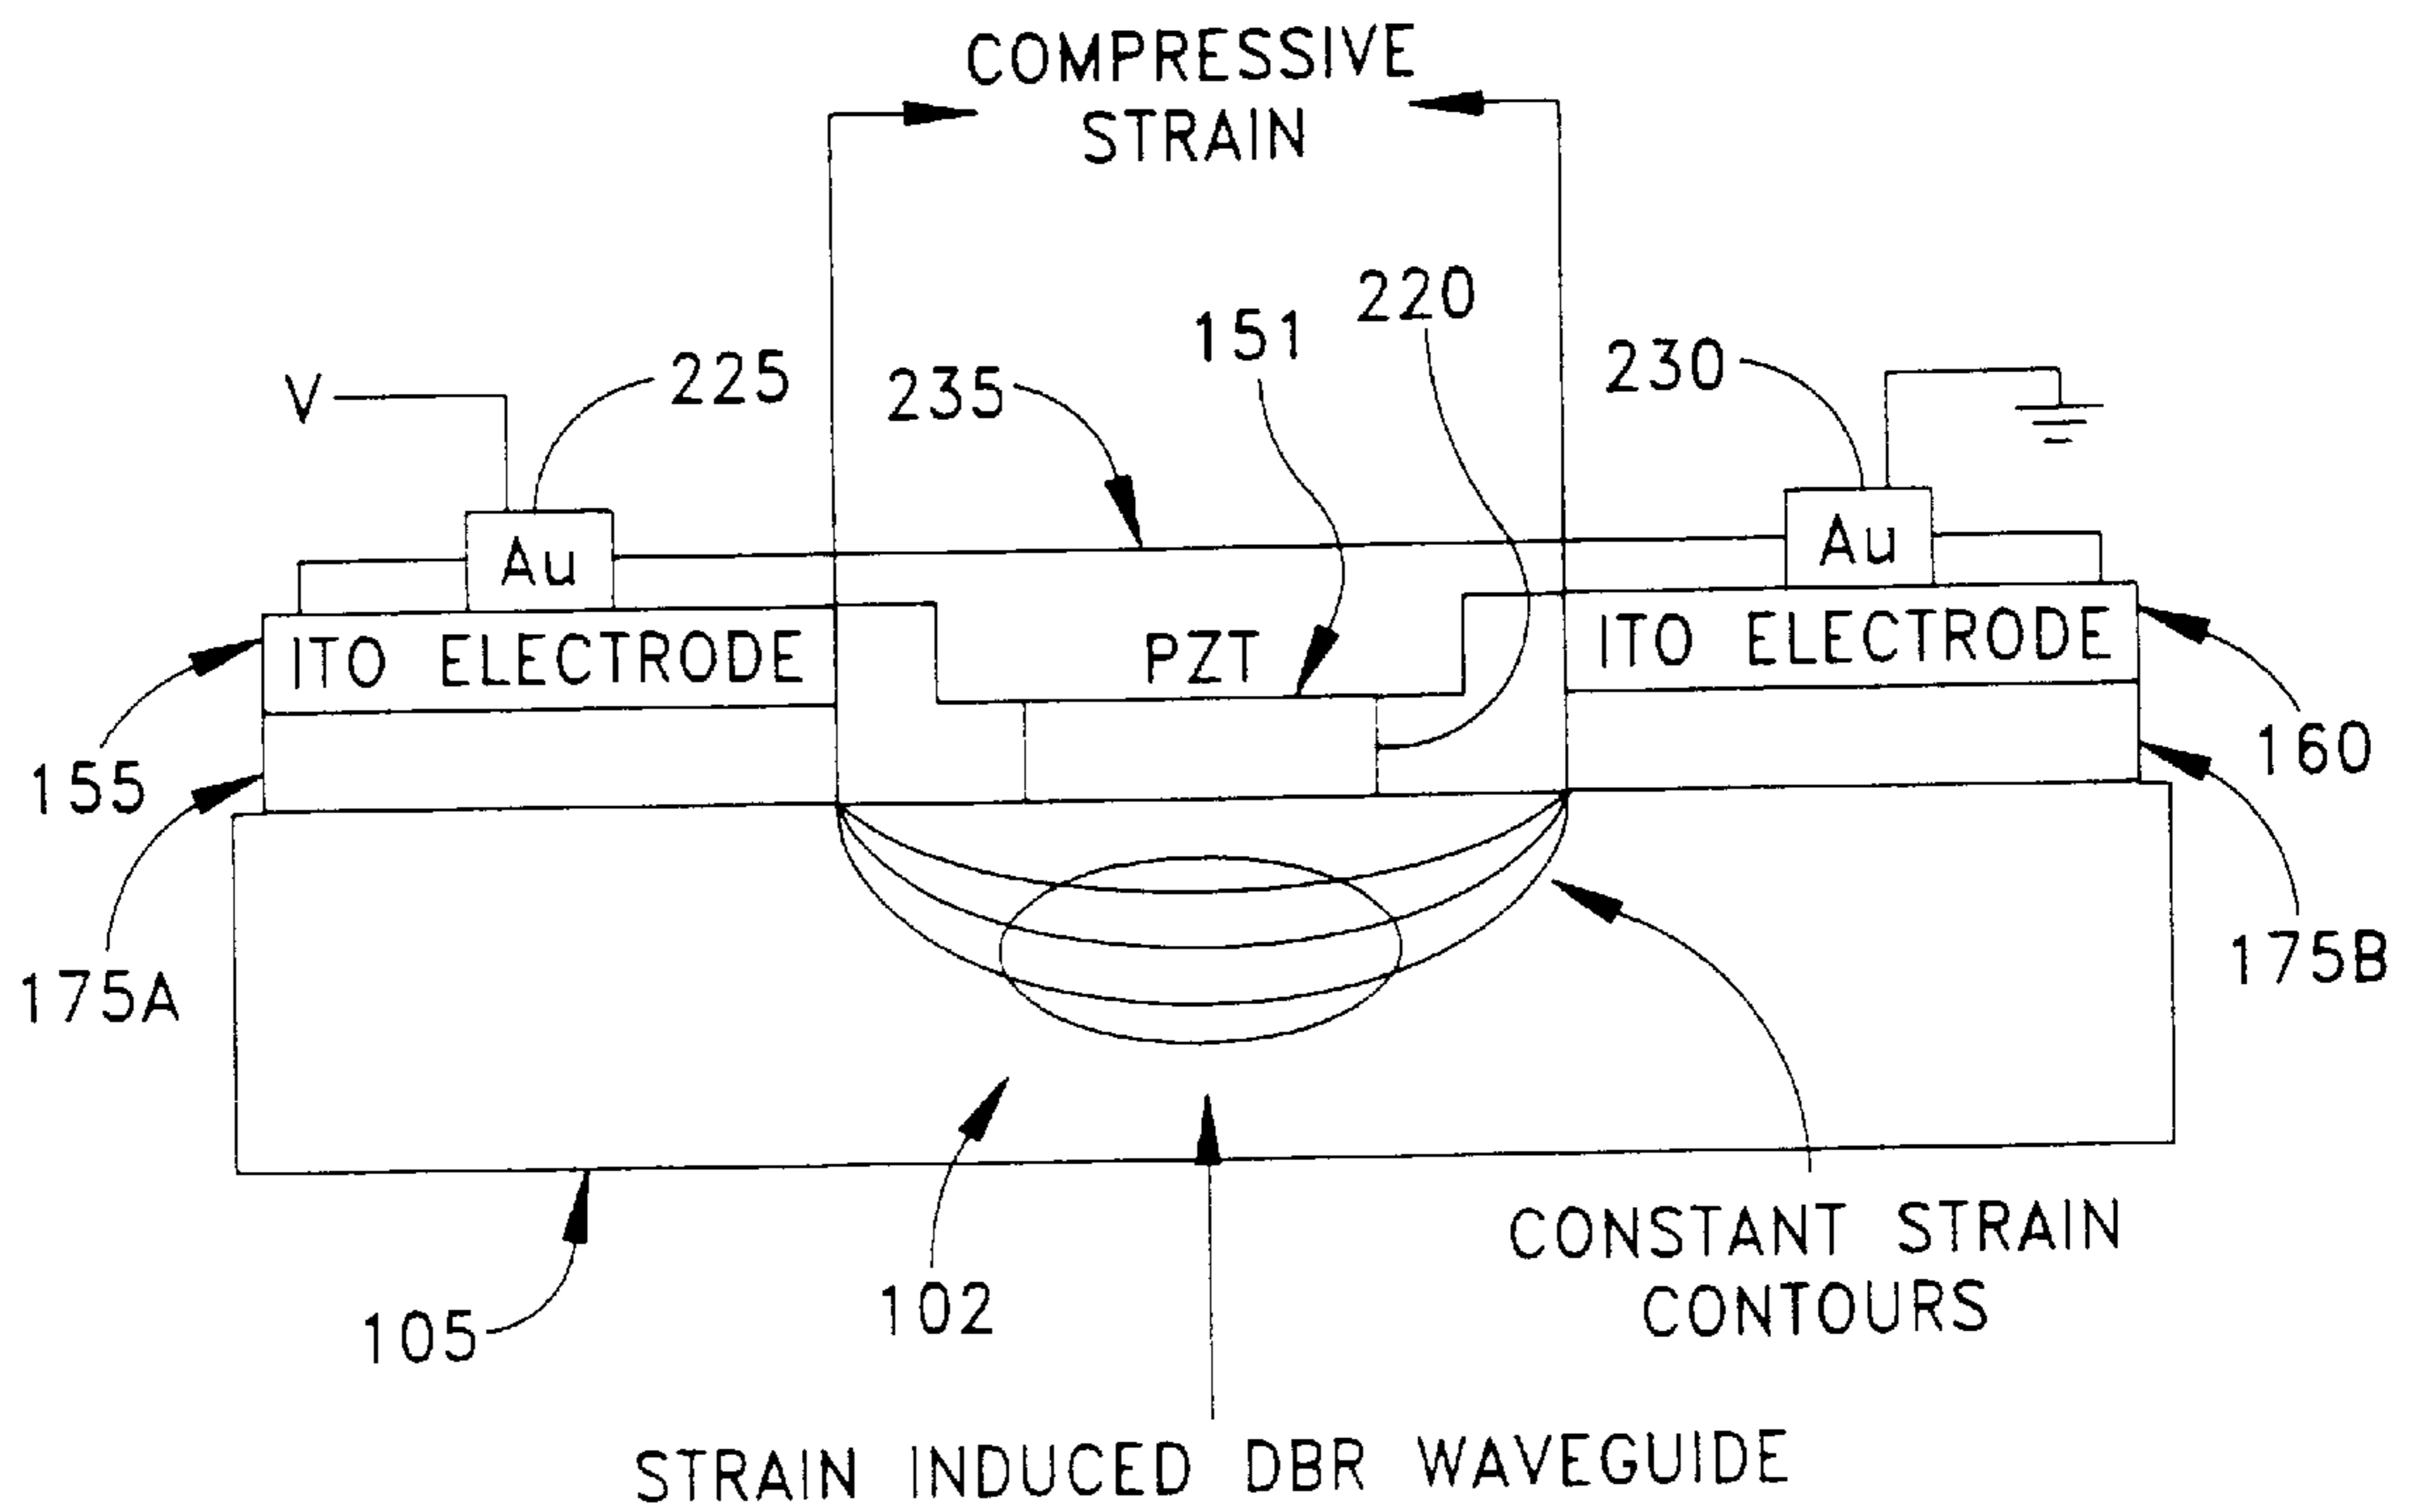 COMPRESSIVE
STRAIN
220
151
230
V
225
235
Au
Au
ITO ELECTRODE
PZT
ITO ELECTRODE
155
160
175A
175B
105
102
CONSTANT STRAIN
CONTOURS
STRAIN INDUCED DBR WAVEGUIDE